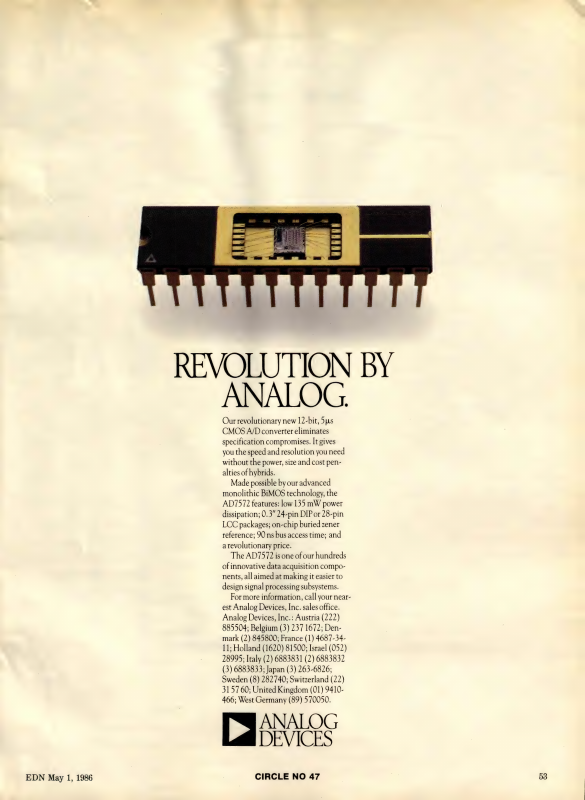 REVOLUTION BY
ANALOG.
Our revolutionary new 12-bit, 5µs
CMOS A/D converter eliminates
specification compromises. It gives
you the speed and resolution you need
without the power, size and cost pen-
alties of hybrids.
Made possible by our advanced
monolithic BiMOS technology, the
AD7572 features: low 135 mW power
dissipation; 0.3" 24-pin DIP or 28-pin
LCC packages; on-chip buried zener
reference; 90 ns bus access time; and
a revolutionary price.
The AD7572 is one of our hundreds
of innovative data acquisition compo-
nents, all aimed at making it easier to
design signal processing subsystems.
For more information, call your near-
est Analog Devices, Inc. sales office.
Analog Devices, Inc.: Austria (222)
885504; Belgium (3) 237 1672; Den-
mark (2) 845800; France (1) 4687-34-
11; Holland (1620) 81500; Israel (052)
28995; Italy (2) 6883831 (2) 6883832
(3) 6883833; Japan (3) 263-6826;
Sweden (8) 282740; Switzerland (22)
31 57 60; United Kingdom (01) 9410-
466; West Germany (89) 570050.
ANALOG
DEVICES
EDN May 1, 1986
CIRCLE NO 47
53